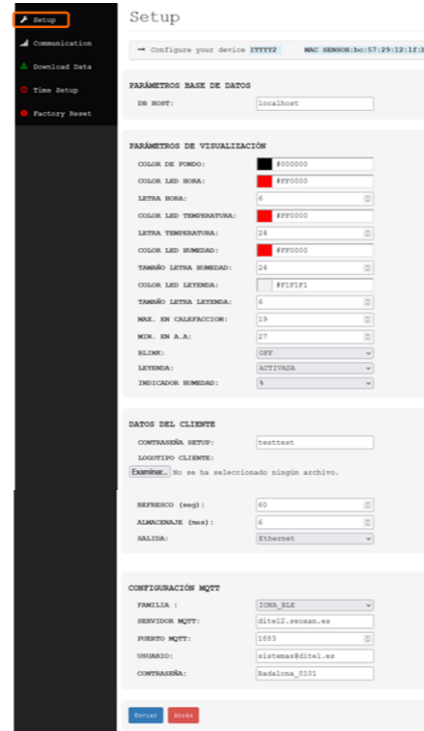 Setup
Communication
Download Data
Time Setup
Factory Reset
Setup
Configure your device ITYYY2 MAC SENSOR:bc:57:29:12:1f:
PARÁMETROS BASE DE DATOS
DB HOST: localhost
PARÁMETROS DE VISUALIZACIÓN
COLOR DE FONDO: #000000
COLOR LED HORA: #FF0000
LETRA HORA: 6
COLOR LED TEMPERATURA: #FF0000
LETRA TEMPERATURA: 24
COLOR LED HUMEDAD: #FF0000
TAMAÑO LETRA HUMEDAD: 24
COLOR LED LEYENDA: #F1F1F1
TAMAÑO LETRA LEYENDA: 6
MAX. EN CALEFACCION: 19
MIN. EN A.A: 27
BLINK: OFF
LEYENDA: ACTIVADA
INDICADOR HUMEDAD: %
DATOS DEL CLIENTE
CONTRASEÑA SETUP: testtest
LOGOTIPO CLIENTE:
Examinar... No se ha seleccionado ningún archivo.
REFRESCO (seg): 60
ALMACENAJE (mes): 6
SALIDA: Ethernet
CONFIGURACIÓN MQTT
FAMILIA : IONA_BLE
SERVIDOR MQTT: ditel2.seoxan.es
PUERTO MQTT: 1883
USUARIO: sistemas@ditel.es
CONTRASEÑA: Badalona_0101
Enviar Atrás